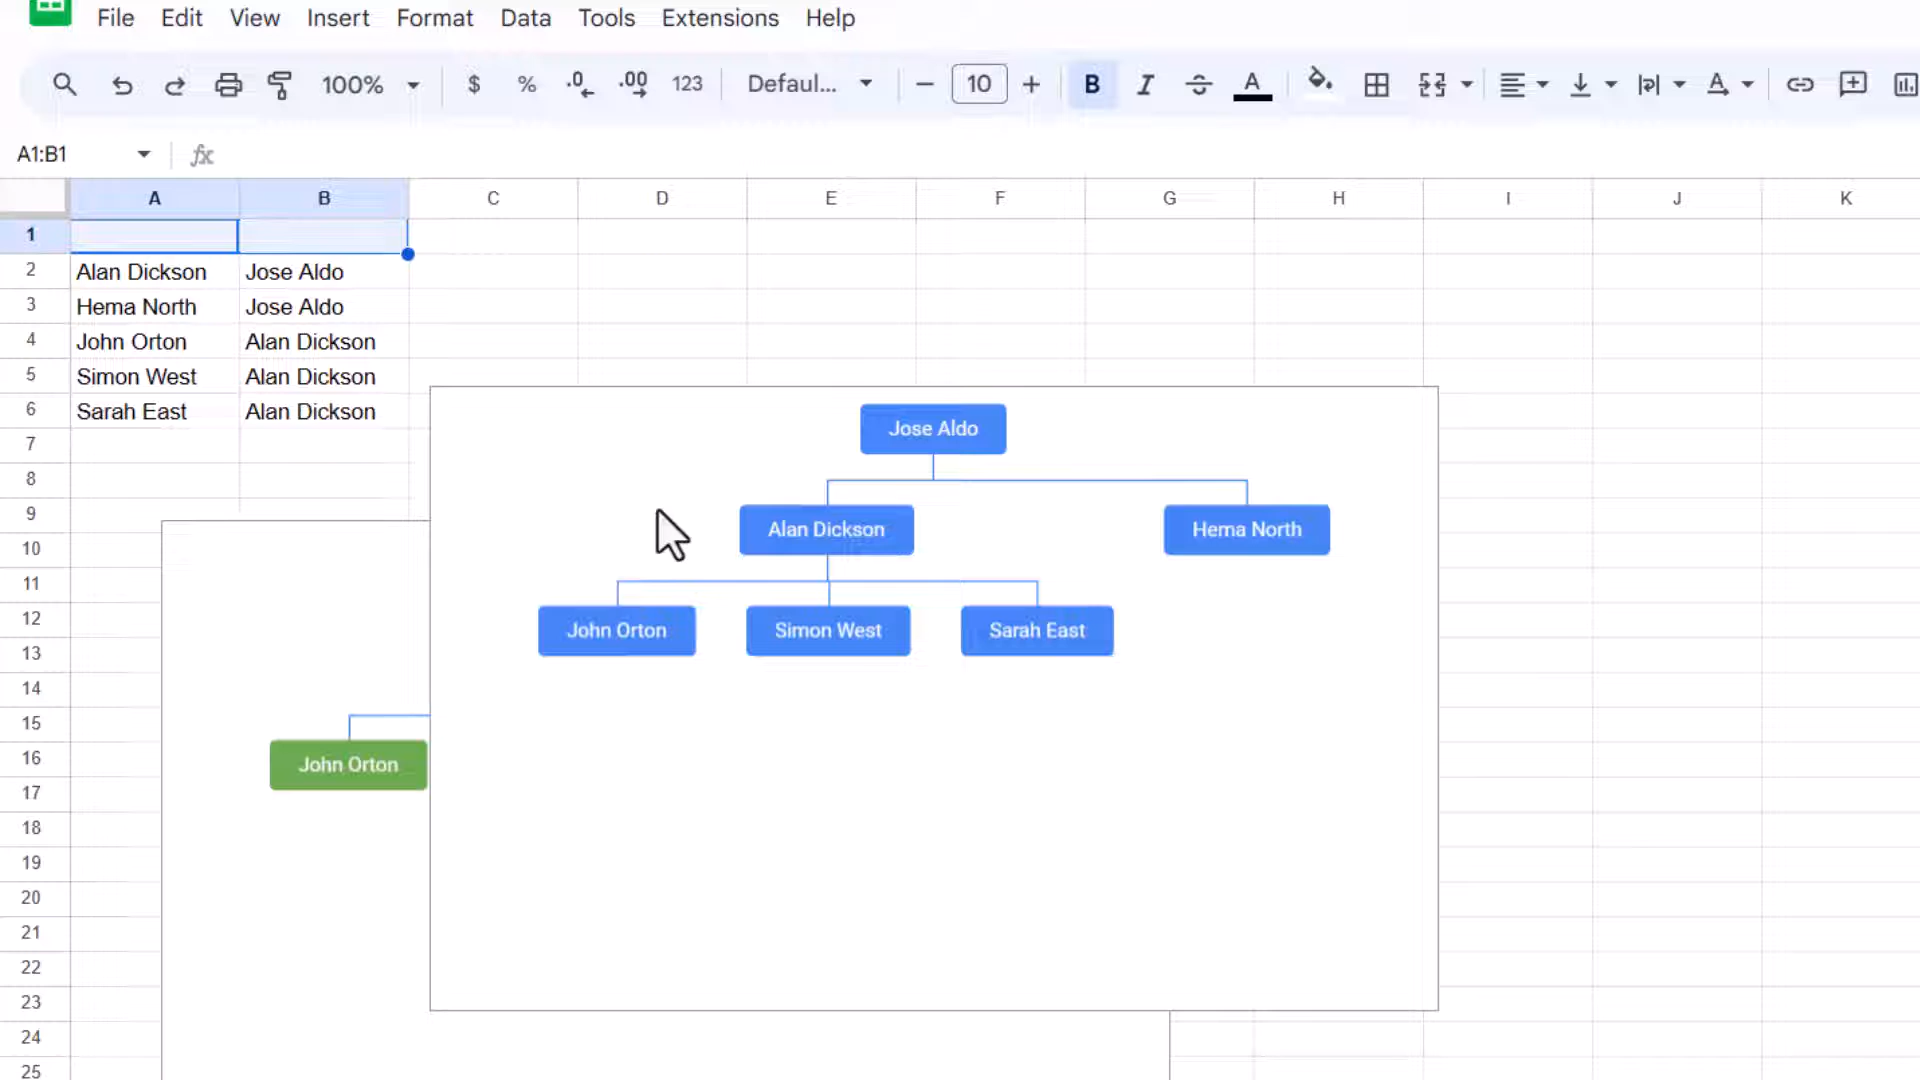 File Edit View Insert Format Data Tools Extensions Help
100% $ % .0 .00 123 Defaul... − 10 + B I S A A
A1:B1 fx
A B C D E F G H I J K
1
2 Alan Dickson Jose Aldo
3 Hema North Jose Aldo
4 John Orton Alan Dickson
5 Simon West Alan Dickson
6 Sarah East Alan Dickson
7
8
9
10
11
12
13
14
15
16
17
18
19
20
21
22
23
24
25
Jose Aldo
Alan Dickson Hema North
John Orton Simon West Sarah East
John Orton